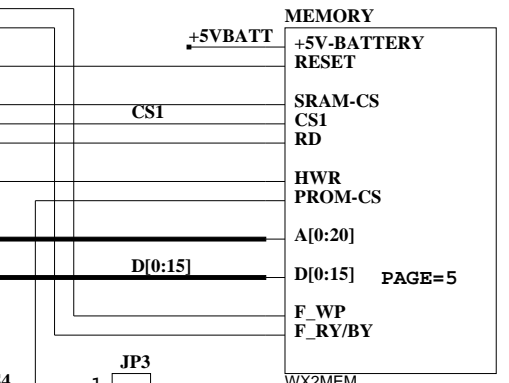 MEMORY
+5VBATT
+5V-BATTERY
RESET
SRAM-CS
CS1
CS1
RD
HWR
PROM-CS
A[0:20]
D[0:15]
D[0:15]
PAGE=5
F_WP
F_RY/BY
JP3
1
WX2MEM